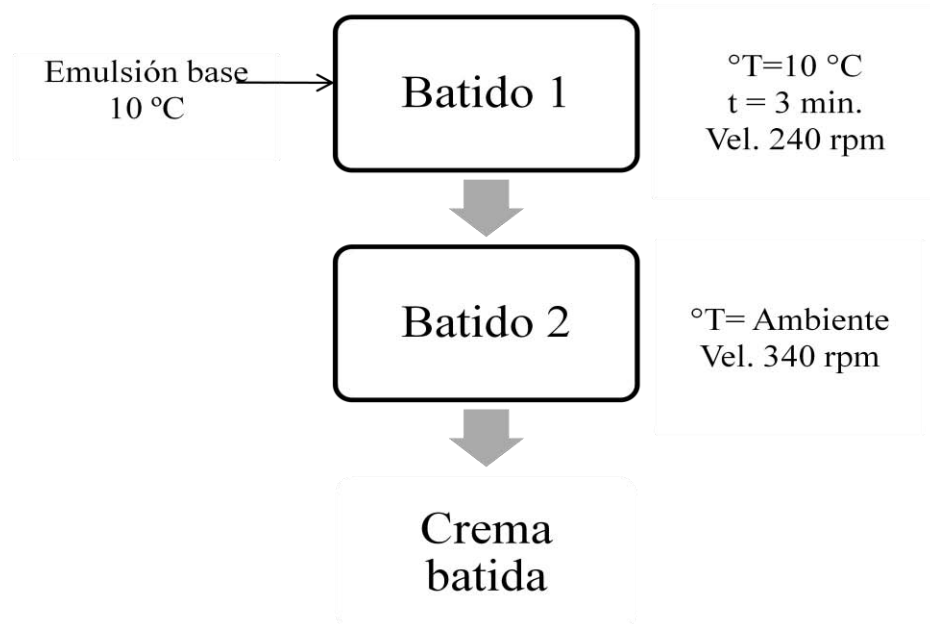 Emulsión base
10 ºC
Batido 1
°T=10 °C
t = 3 min.
Vel. 240 rpm
Batido 2
°T= Ambiente
Vel. 340 rpm
Crema
batida